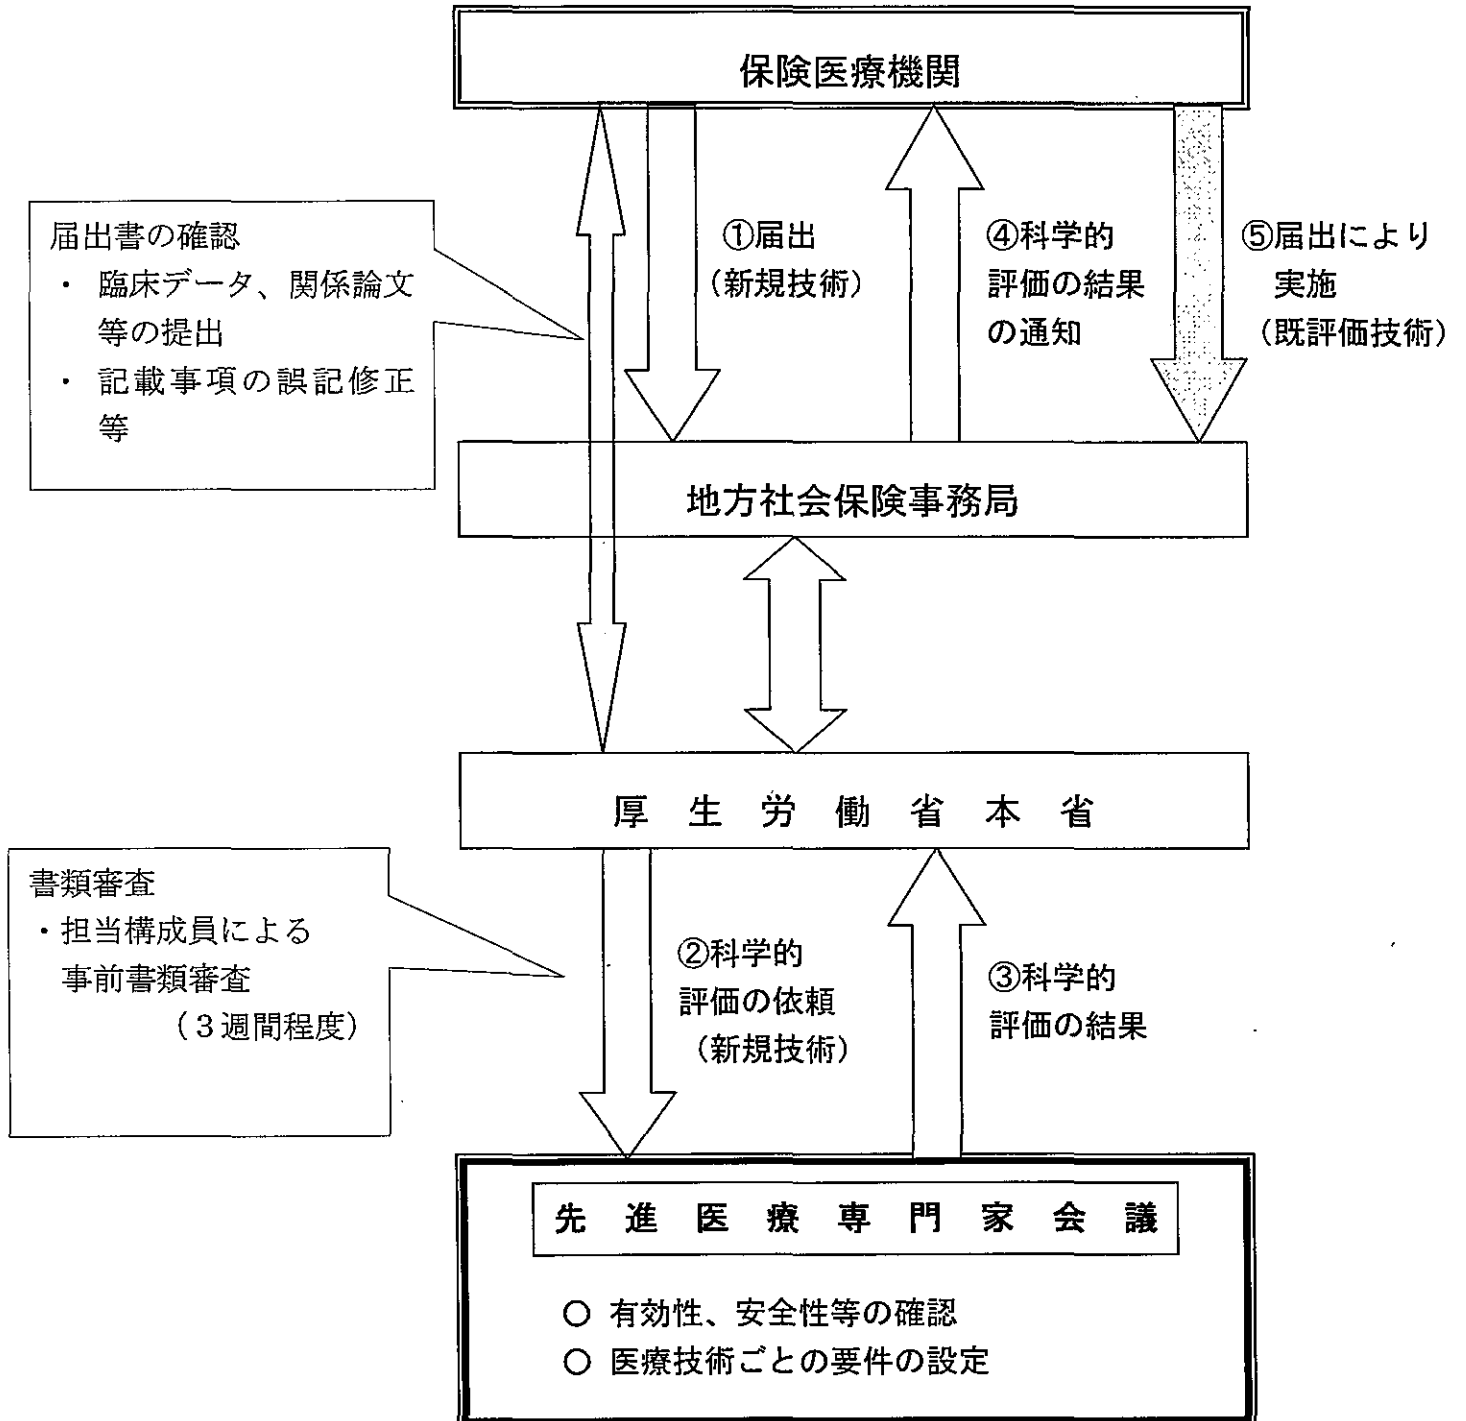 保険医療機関
届出書の確認
・ 臨床データ、関係論文
等の提出
・ 記載事項の誤記修正
等
①届出
（新規技術）
④科学的
評価の結果
の通知
⑤届出により
実施
（既評価技術）
地方社会保険事務局
厚 生 労 働 省 本 省
書類審査
・担当構成員による
事前書類審査
（３週間程度）
②科学的
評価の依頼
（新規技術）
③科学的
評価の結果
先 進 医 療 専 門 家 会 議
○ 有効性、安全性等の確認
○ 医療技術ごとの要件の設定